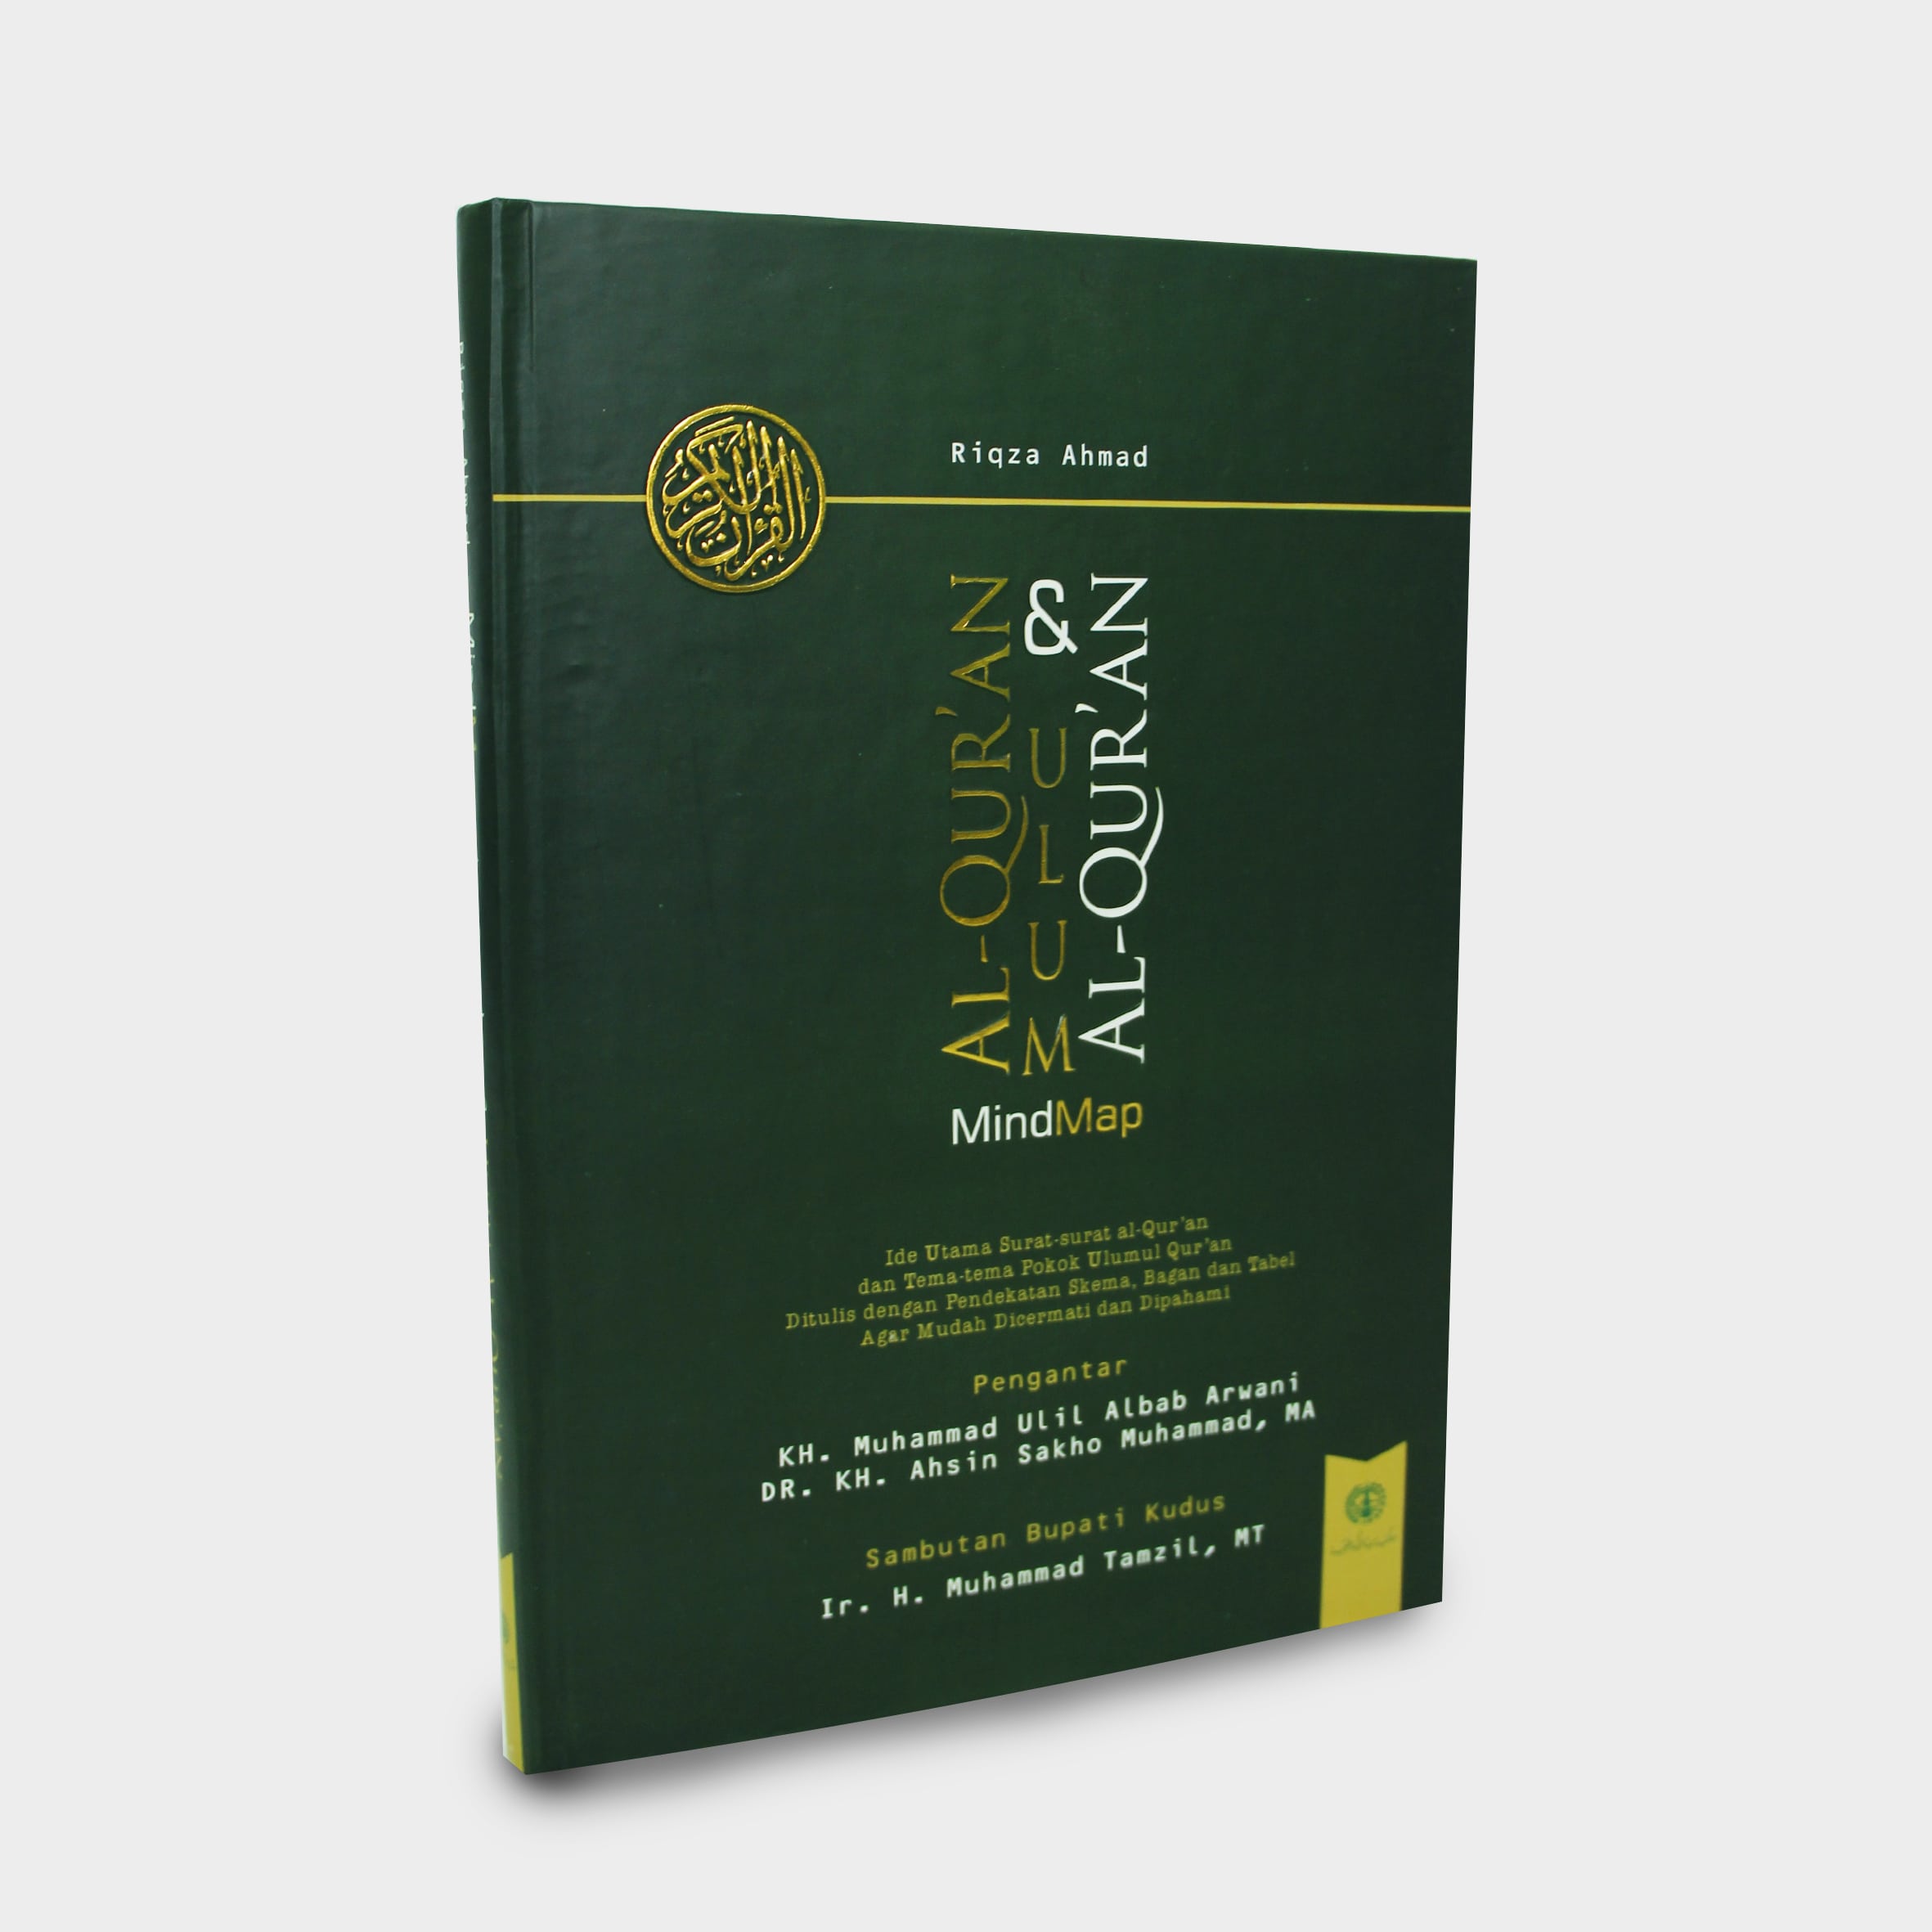 Riqza Ahmad
القرآن الكريم
AL-QUR'AN
& ULUM
AL-QUR'AN
MindMap
Ide Utama Surat-surat al-Qur'an
dan Tema-tema Pokok Ulumul Qur'an
Ditulis dengan Pendekatan Skema, Bagan dan Tabel
Agar Mudah Dicermati dan Dipahami
Pengantar
KH. Muhammad Ulil Albab Arwani
DR. KH. Ahsin Sakho Muhammad, MA
Sambutan Bupati Kudus
Ir. H. Muhammad Tamzil, MT